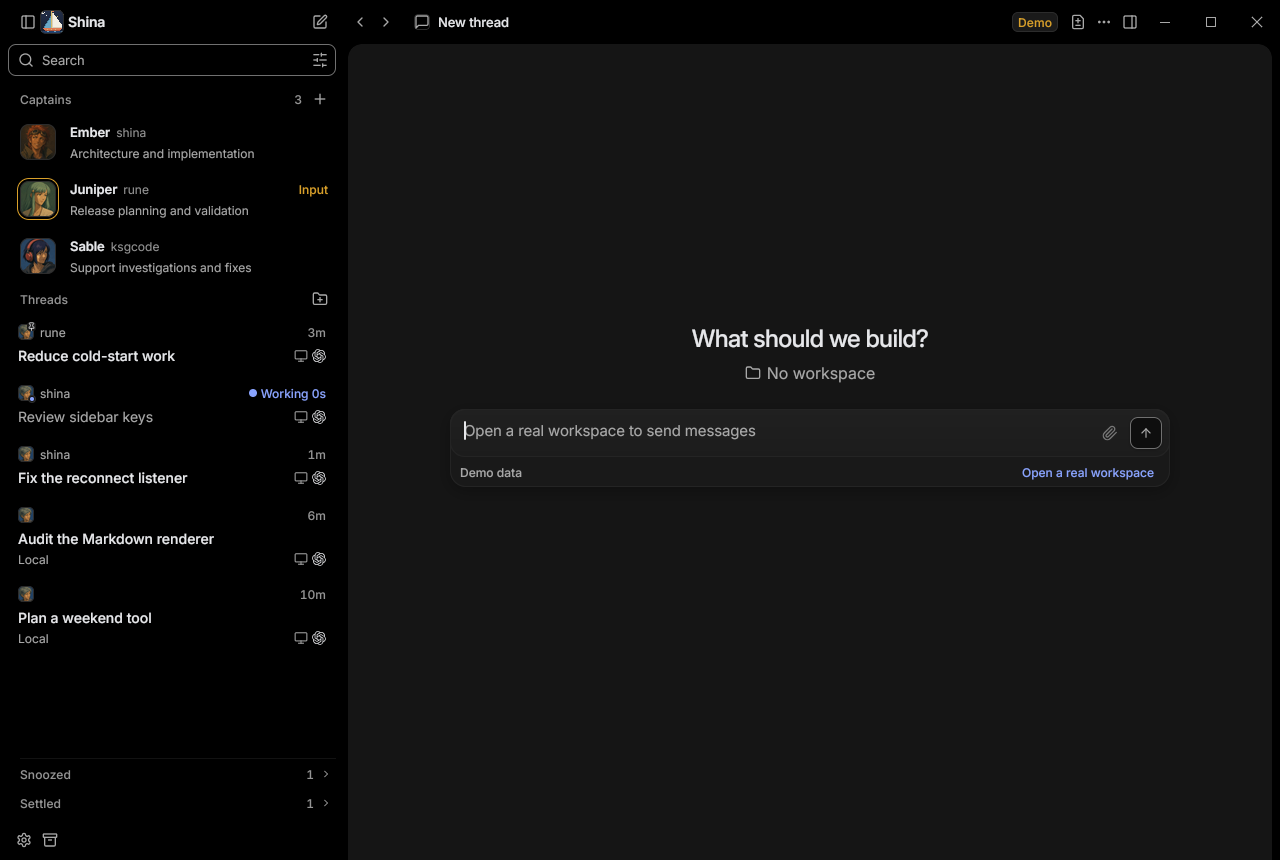 Shina
New thread
Demo
Search
Captains 3
Ember shina
Architecture and implementation
Juniper rune Input
Release planning and validation
Sable ksgcode
Support investigations and fixes
Threads
rune 3m
Reduce cold-start work
shina Working 0s
Review sidebar keys
shina 1m
Fix the reconnect listener
6m
Audit the Markdown renderer
Local
10m
Plan a weekend tool
Local
Snoozed 1
Settled 1
What should we build?
No workspace
Open a real workspace to send messages
Demo data Open a real workspace